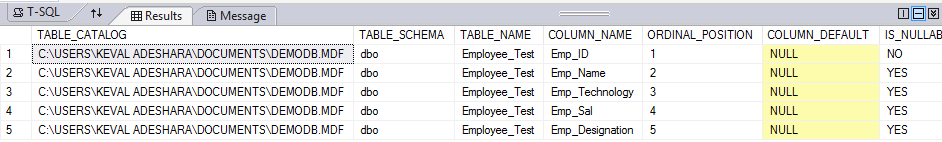 T-SQL Results Message
TABLE_CATALOG TABLE_SCHEMA TABLE_NAME COLUMN_NAME ORDINAL_POSITION COLUMN_DEFAULT IS_NULLAB
1 C:\USERS\KEVAL ADESHARA\DOCUMENTS\DEMODB.MDF dbo Employee_Test Emp_ID 1 NULL NO
2 C:\USERS\KEVAL ADESHARA\DOCUMENTS\DEMODB.MDF dbo Employee_Test Emp_Name 2 NULL YES
3 C:\USERS\KEVAL ADESHARA\DOCUMENTS\DEMODB.MDF dbo Employee_Test Emp_Technology 3 NULL YES
4 C:\USERS\KEVAL ADESHARA\DOCUMENTS\DEMODB.MDF dbo Employee_Test Emp_Sal 4 NULL YES
5 C:\USERS\KEVAL ADESHARA\DOCUMENTS\DEMODB.MDF dbo Employee_Test Emp_Designation 5 NULL YES